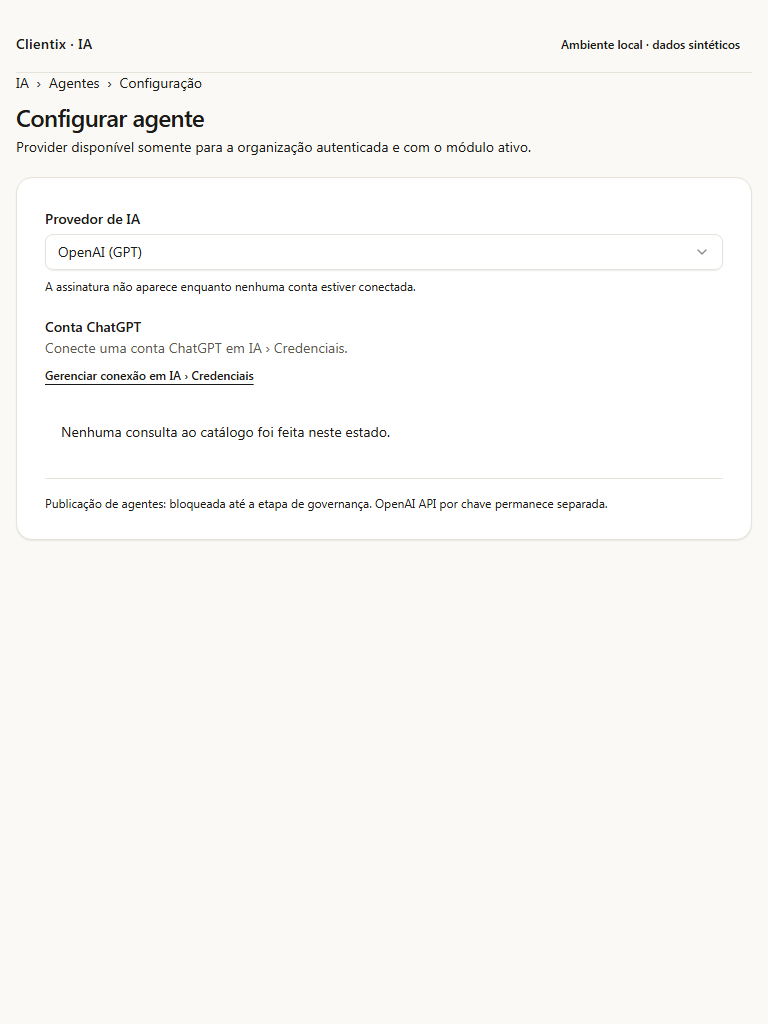 Clientix · IA
Ambiente local · dados sintéticos
IA › Agentes › Configuração
Configurar agente
Provider disponível somente para a organização autenticada e com o módulo ativo.
Provedor de IA
OpenAI (GPT)
A assinatura não aparece enquanto nenhuma conta estiver conectada.
Conta ChatGPT
Conecte uma conta ChatGPT em IA › Credenciais.
Gerenciar conexão em IA › Credenciais
Nenhuma consulta ao catálogo foi feita neste estado.
Publicação de agentes: bloqueada até a etapa de governança. OpenAI API por chave permanece separada.